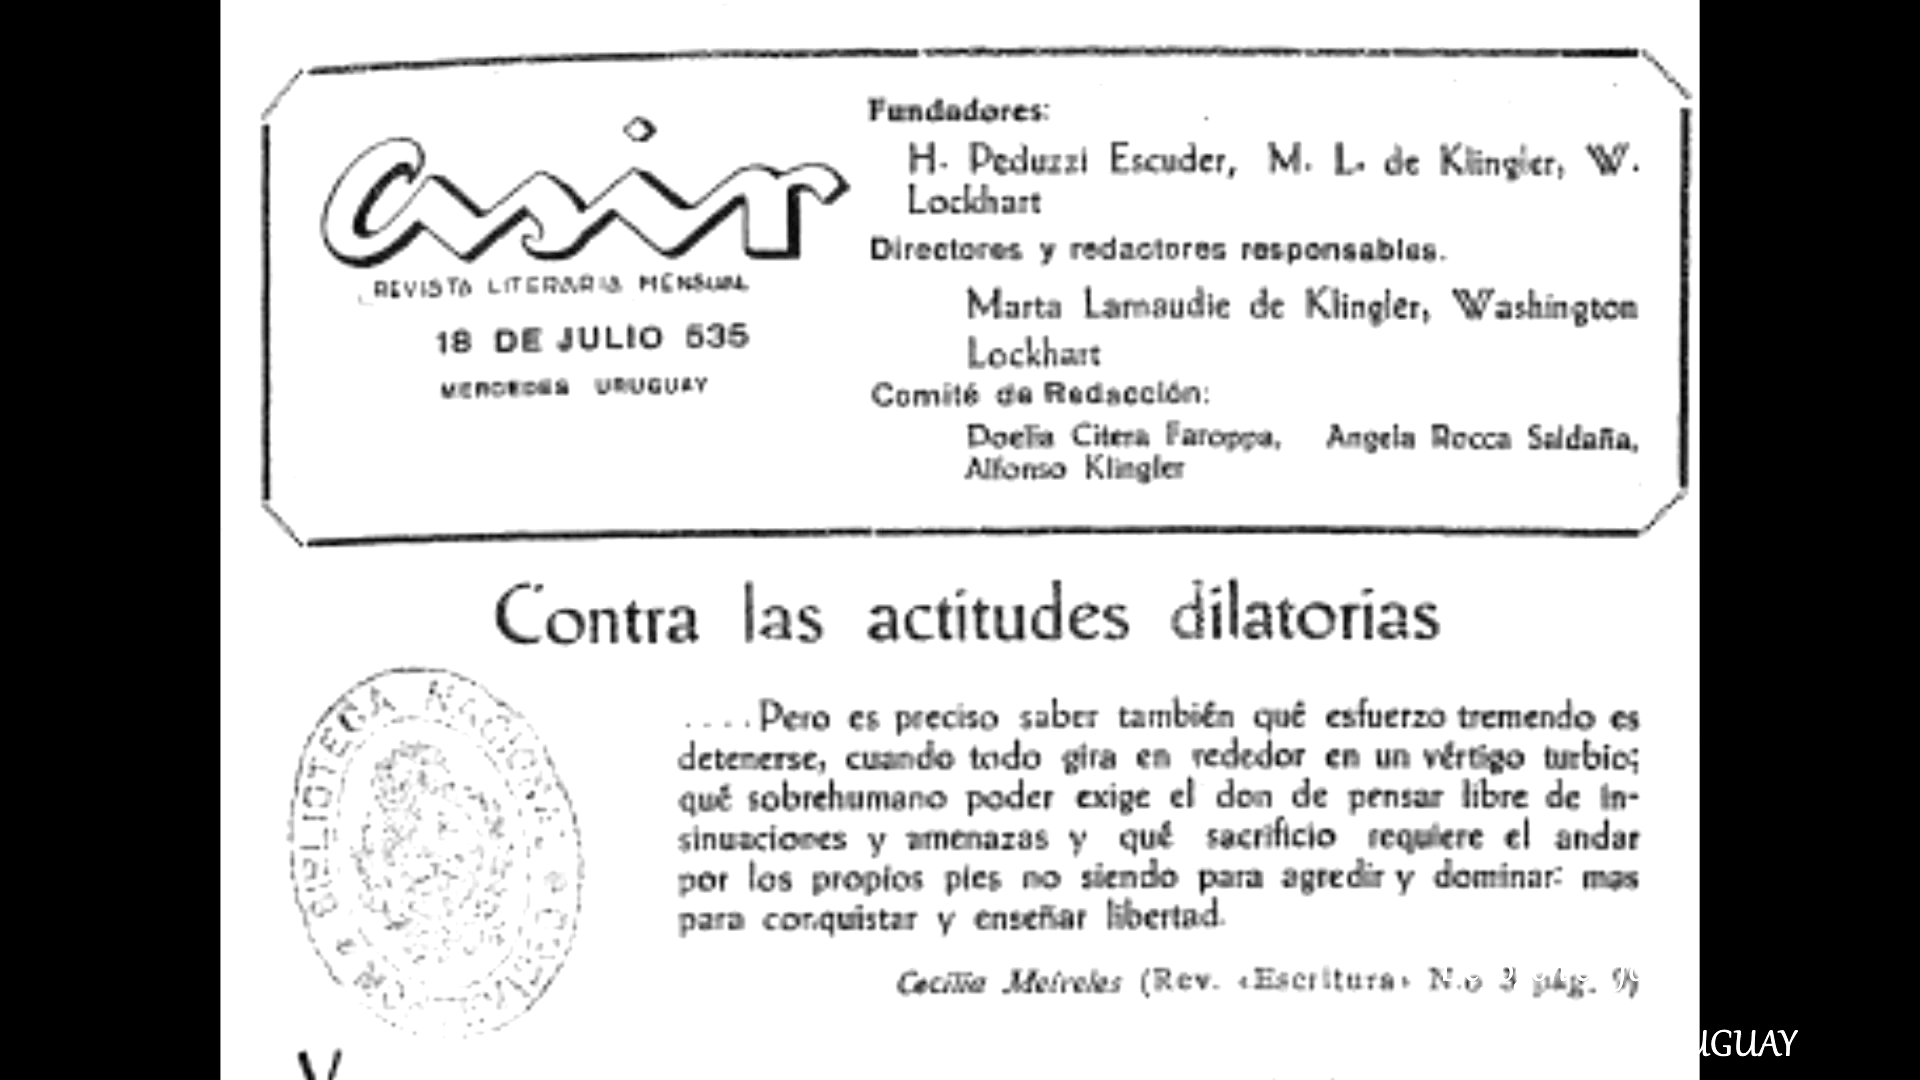 asir
REVISTA LITERARIA MENSUAL
18 DE JULIO 535
MERCEDES URUGUAY
Fundadores:
H. Peduzzi Escuder, M. L. de Klingler, W.
Lockhart
Directores y redactores responsables.
Marta Larnaudie de Klingler, Washington
Lockhart
Comité de Redacción:
Doelia Citera Faroppa, Angela Rocca Saldaña,
Alfonso Klingler
Contra las actitudes dilatorias
....Pero es preciso saber también qué esfuerzo tremendo es
detenerse, cuando todo gira en rededor en un vértigo turbio;
qué sobrehumano poder exige el don de pensar libre de in-
sinuaciones y amenazas y qué sacrificio requiere el andar
por los propios pies no siendo para agredir y dominar: mas
para conquistar y enseñar libertad.
Cecilia Meireles (Rev. «Escritura» N.o 3 pág. 9)
BIBLIOTECA NACIONAL
UGUAY